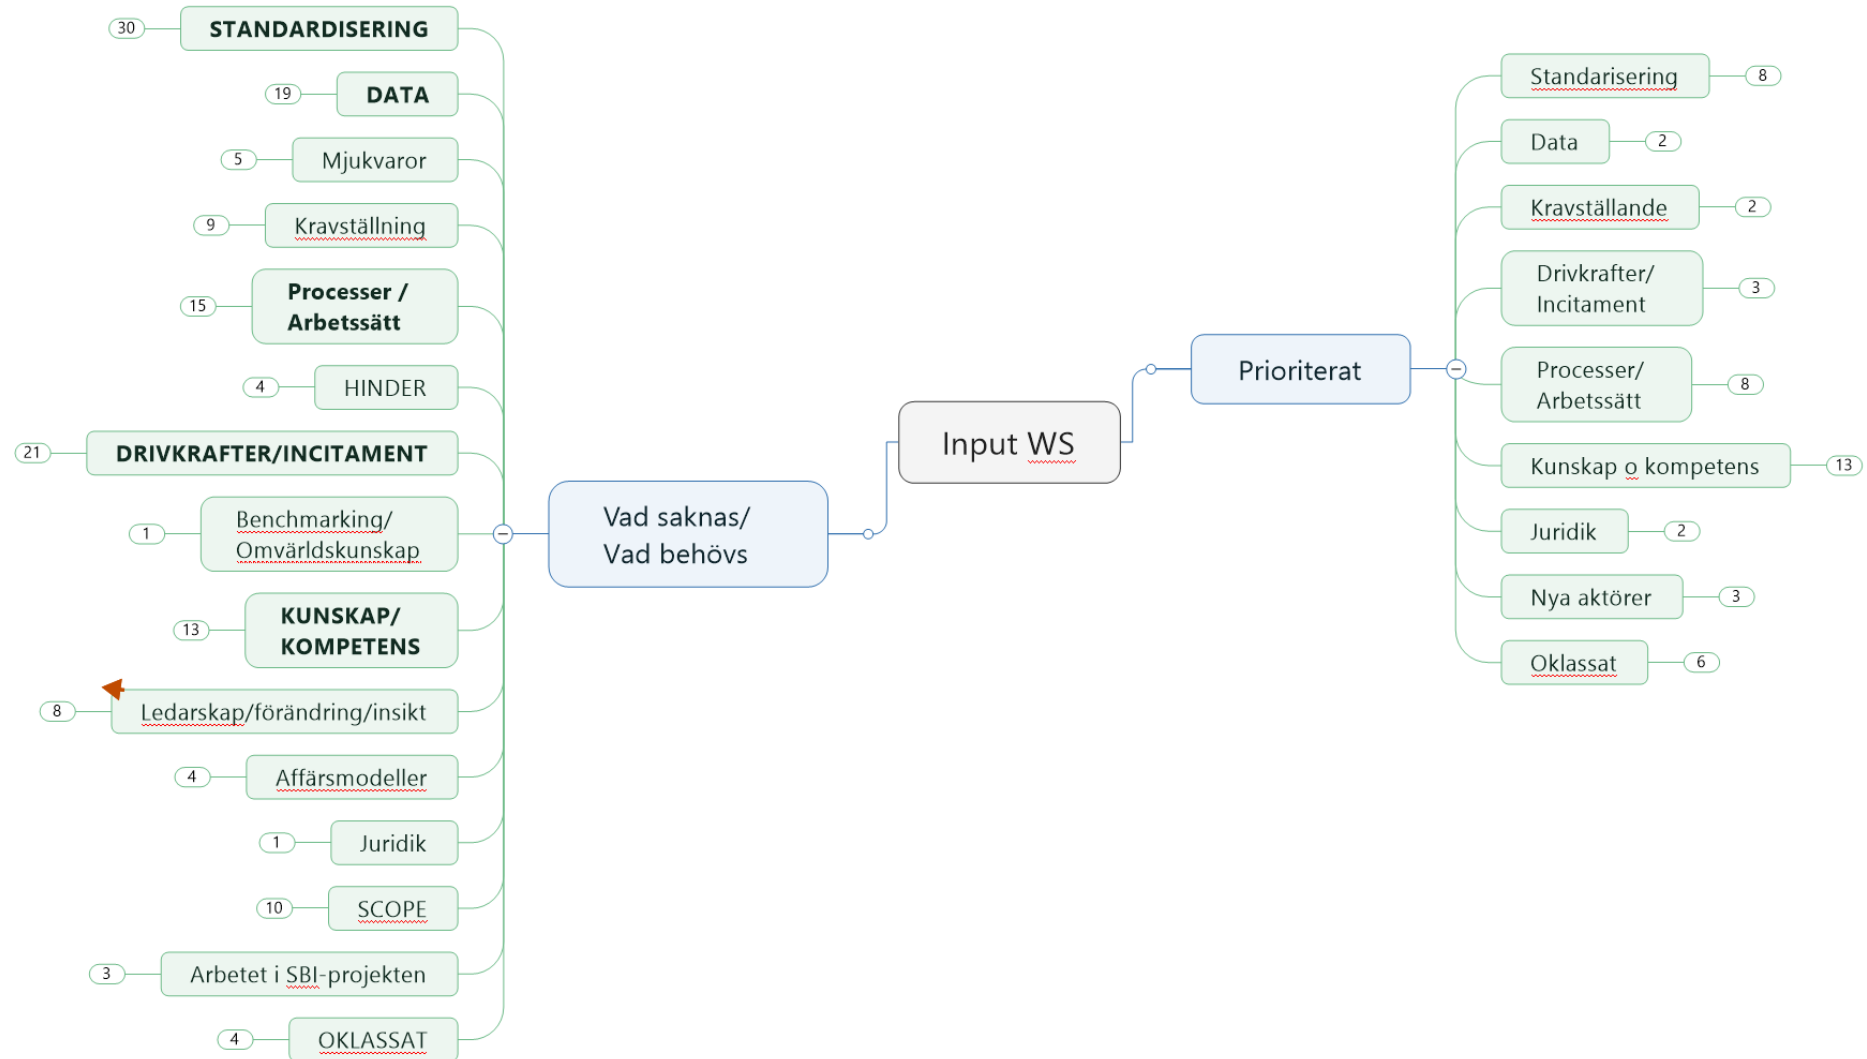 30 STANDARDISERING
19 DATA
5 Mjukvaror
9 Kravställning
15 Processer /
Arbetssätt
4 HINDER
21 DRIVKRAFTER/INCITAMENT
1 Benchmarking/
Omvärldskunskap
13 KUNSKAP/
KOMPETENS
8 Ledarskap/förändring/insikt
4 Affärsmodeller
1 Juridik
10 SCOPE
3 Arbetet i SBI-projekten
4 OKLASSAT
Vad saknas/
Vad behövs
Input WS
Prioriterat
Standarisering 8
Data 2
Kravställande 2
Drivkrafter/
Incitament 3
Processer/
Arbetssätt 8
Kunskap o kompetens 13
Juridik 2
Nya aktörer 3
Oklassat 6